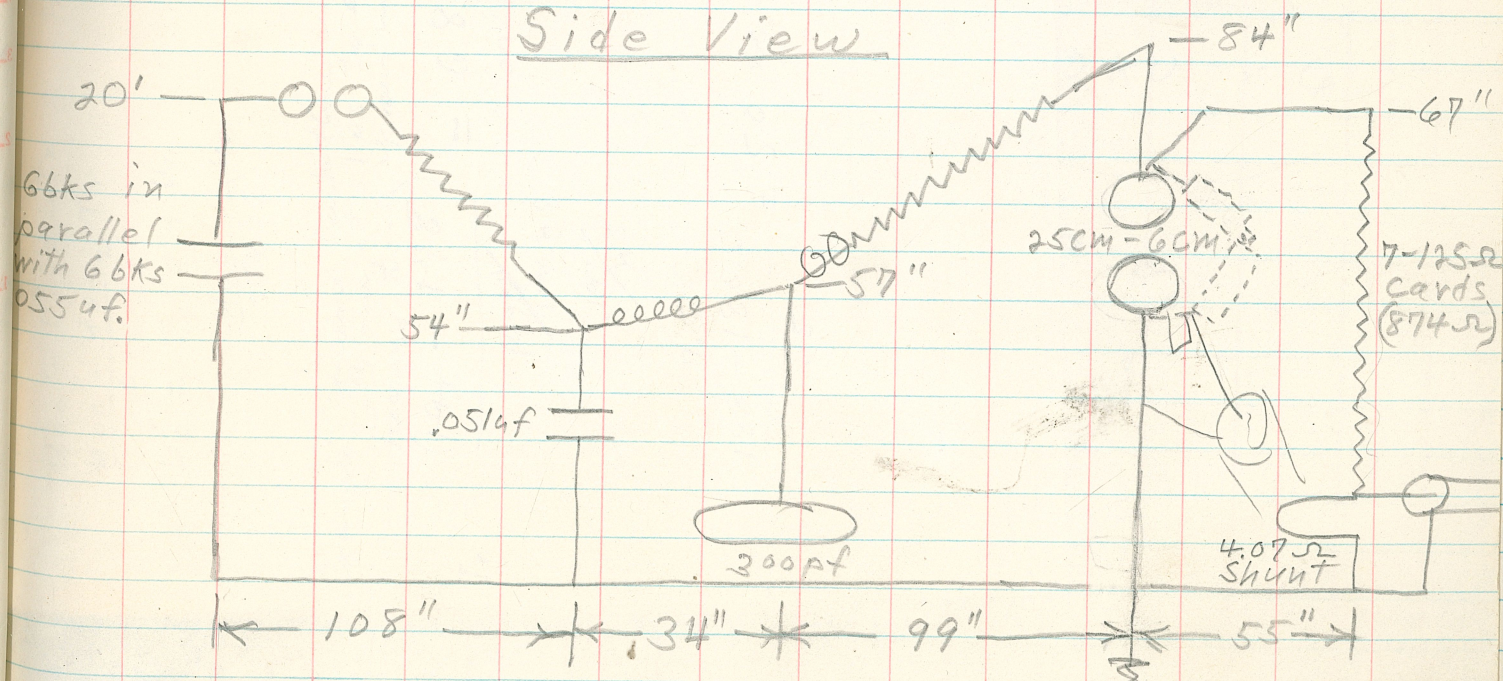 Side View
84"
20'
67"
6bks in
parallel
with 6bks
.055uf.
25cm-6cm
7-125Ω
Cards
(874Ω)
57"
54"
.051uf
300pf
4.07Ω
Shunt
108"
34"
99"
55"